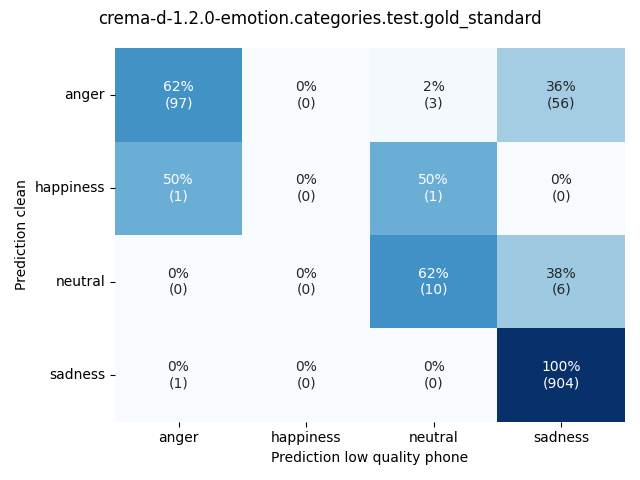 crema-d-1.2.0-emotion.categories.test.gold_standard
anger
62%
(97)
0%
(0)
2%
(3)
36%
(56)
happiness
50%
(1)
0%
(0)
50%
(1)
0%
(0)
neutral
0%
(0)
0%
(0)
62%
(10)
38%
(6)
sadness
0%
(1)
0%
(0)
0%
(0)
100%
(904)
Prediction clean
anger
happiness
neutral
sadness
Prediction low quality phone